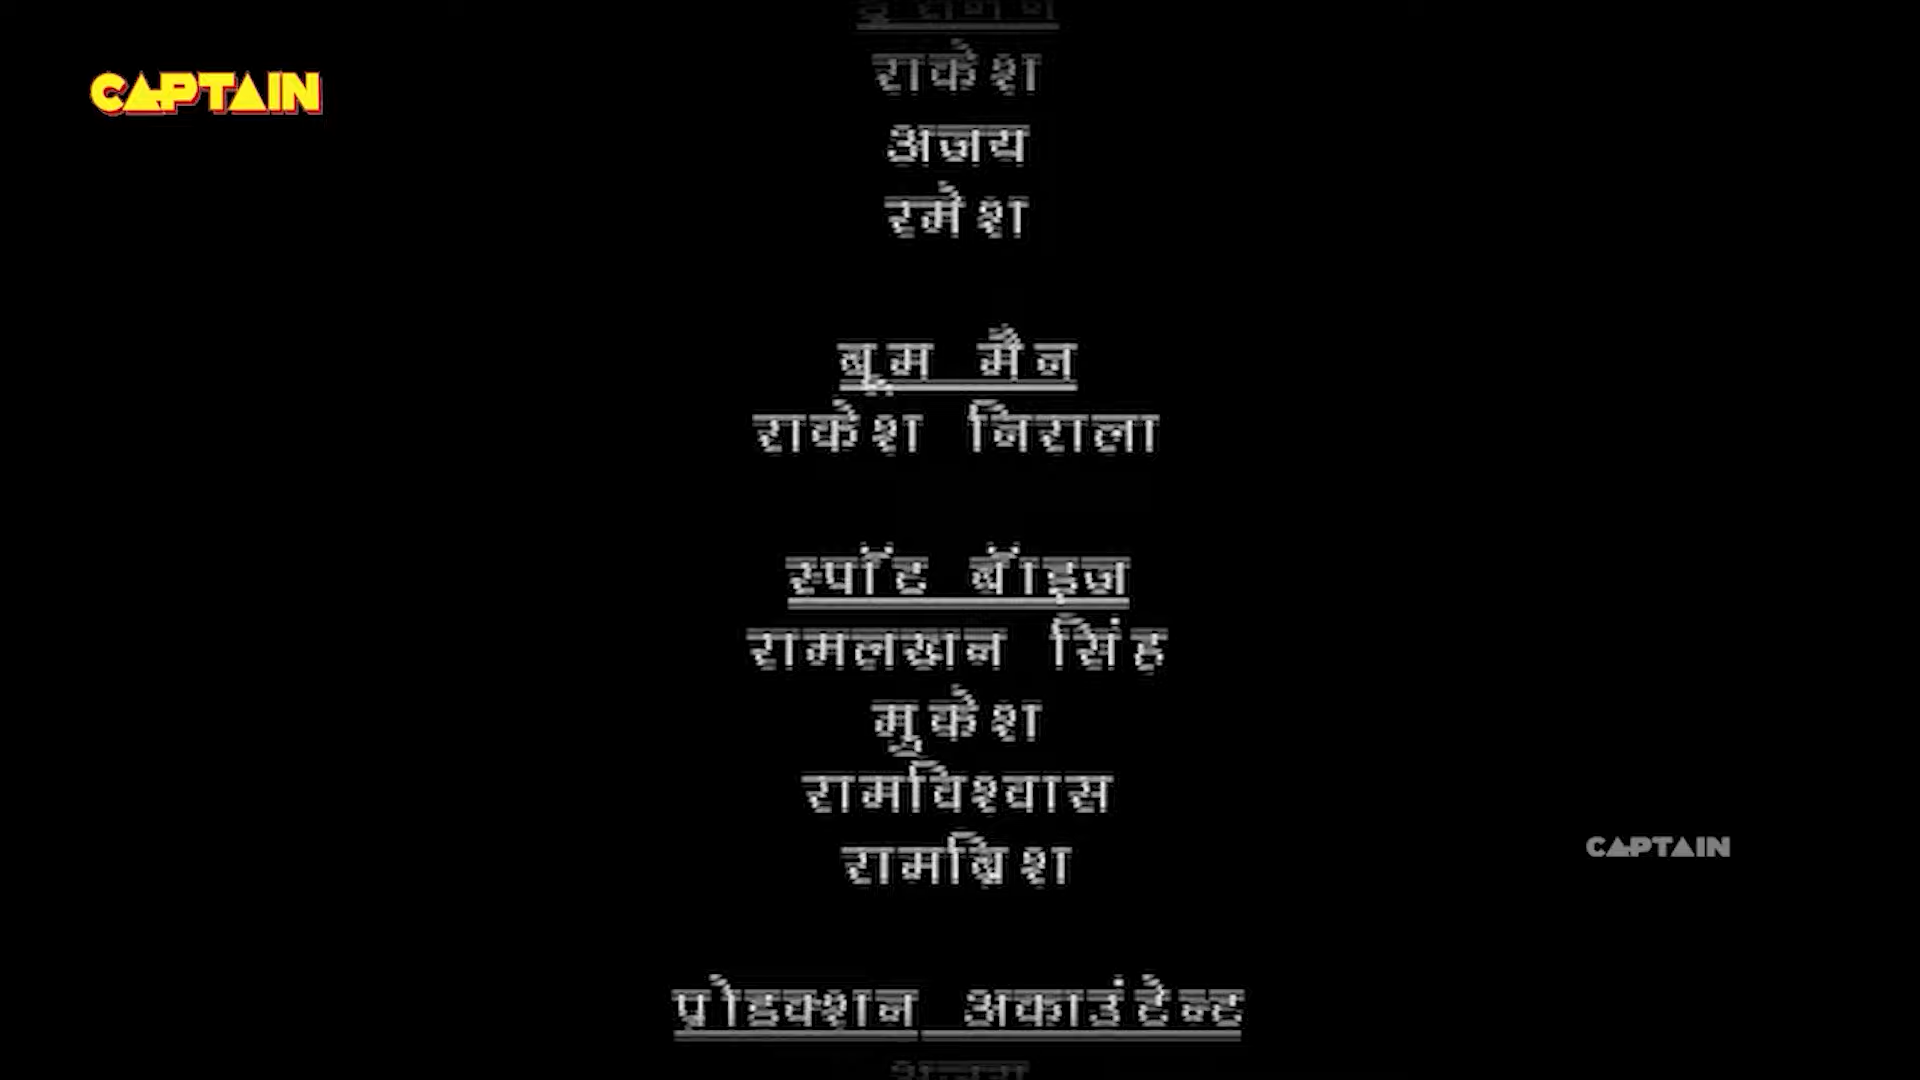 CAPTAIN
राकेश
अजय
रमेश
बूम मैन
राकेश निराला
स्पॉट बॉइज
रामलखन सिंह
मुकेश
रामविश्वास
रामबिश
CAPTAIN
प्रोडक्शन अकाउंटेन्ट